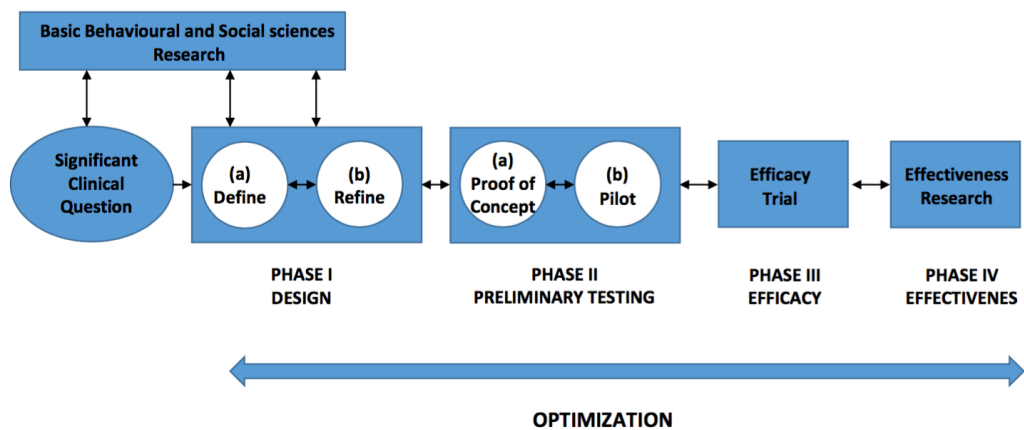 Basic Behavioural and Social sciences
Research
Significant
Clinical
Question
(a)
Define
(b)
Refine
(a)
Proof of
Concept
(b)
Pilot
Efficacy
Trial
Effectiveness
Research
PHASE I
DESIGN
PHASE II
PRELIMINARY TESTING
PHASE III
EFFICACY
PHASE IV
EFFECTIVENES
OPTIMIZATION